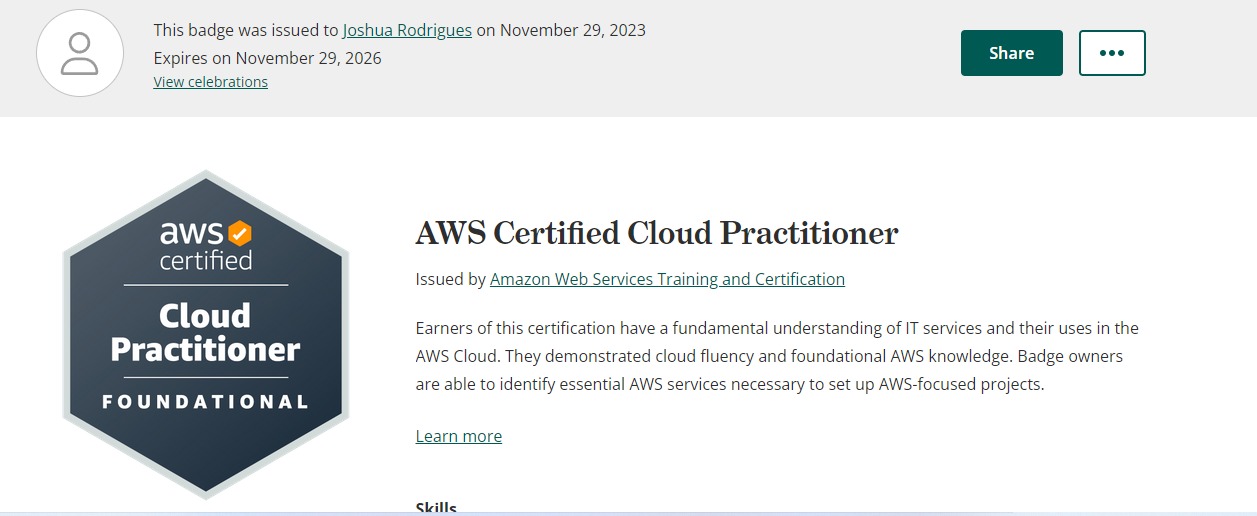 This badge was issued to Joshua Rodrigues on November 29, 2023
Expires on November 29, 2026
View celebrations
Share
aws
certified
Cloud
Practitioner
FOUNDATIONAL
AWS Certified Cloud Practitioner
Issued by Amazon Web Services Training and Certification
Earners of this certification have a fundamental understanding of IT services and their uses in the
AWS Cloud. They demonstrated cloud fluency and foundational AWS knowledge. Badge owners
are able to identify essential AWS services necessary to set up AWS-focused projects.
Learn more
Skills